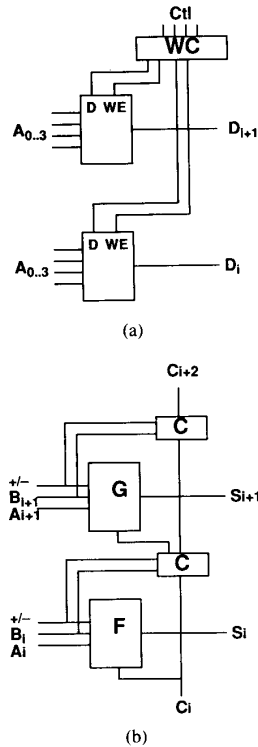 Ctl
WC
D WE
A0..3
Di+1
D WE
A0..3
Di
(a)
Ci+2
C
+/−
G
Bi+1
Si+1
Ai+1
C
+/−
F
Bi
Si
Ai
Ci
(b)